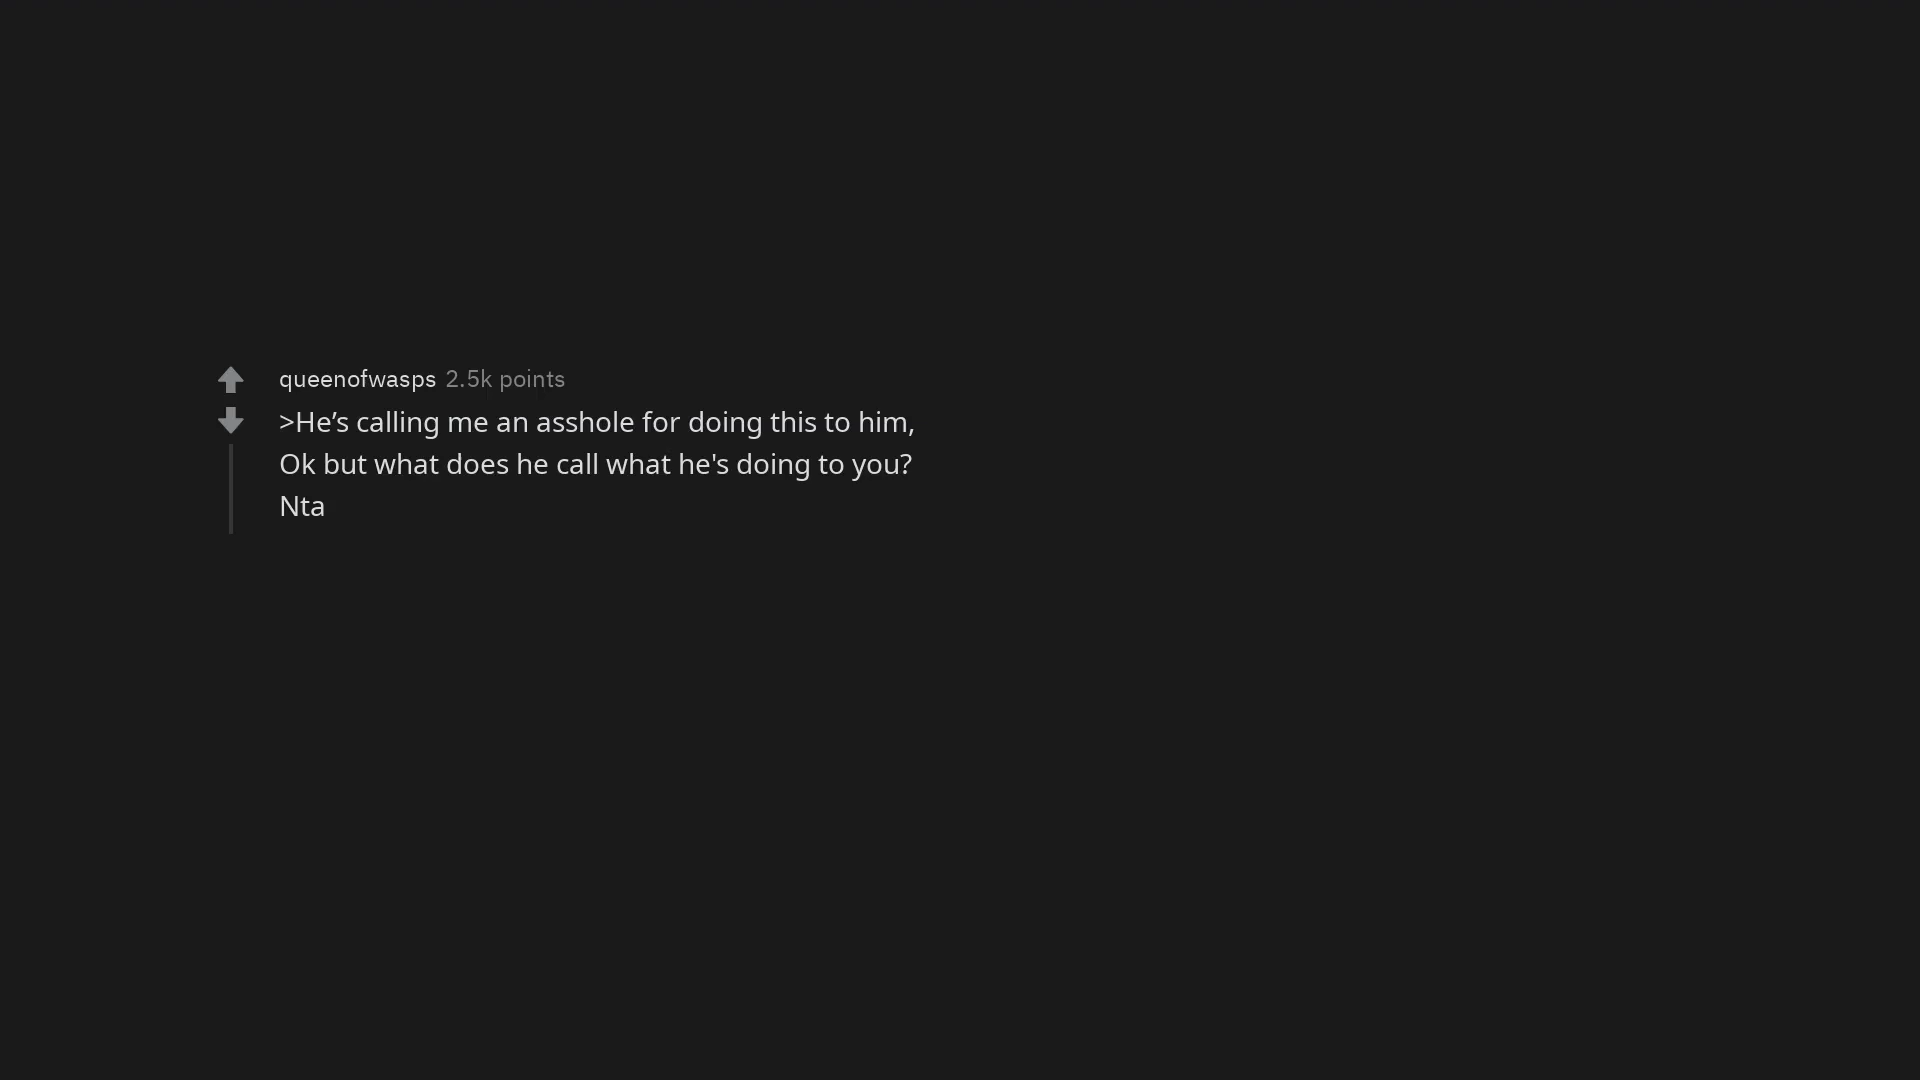 queenofwasps 2.5k points
>He’s calling me an asshole for doing this to him,
Ok but what does he call what he's doing to you?
Nta